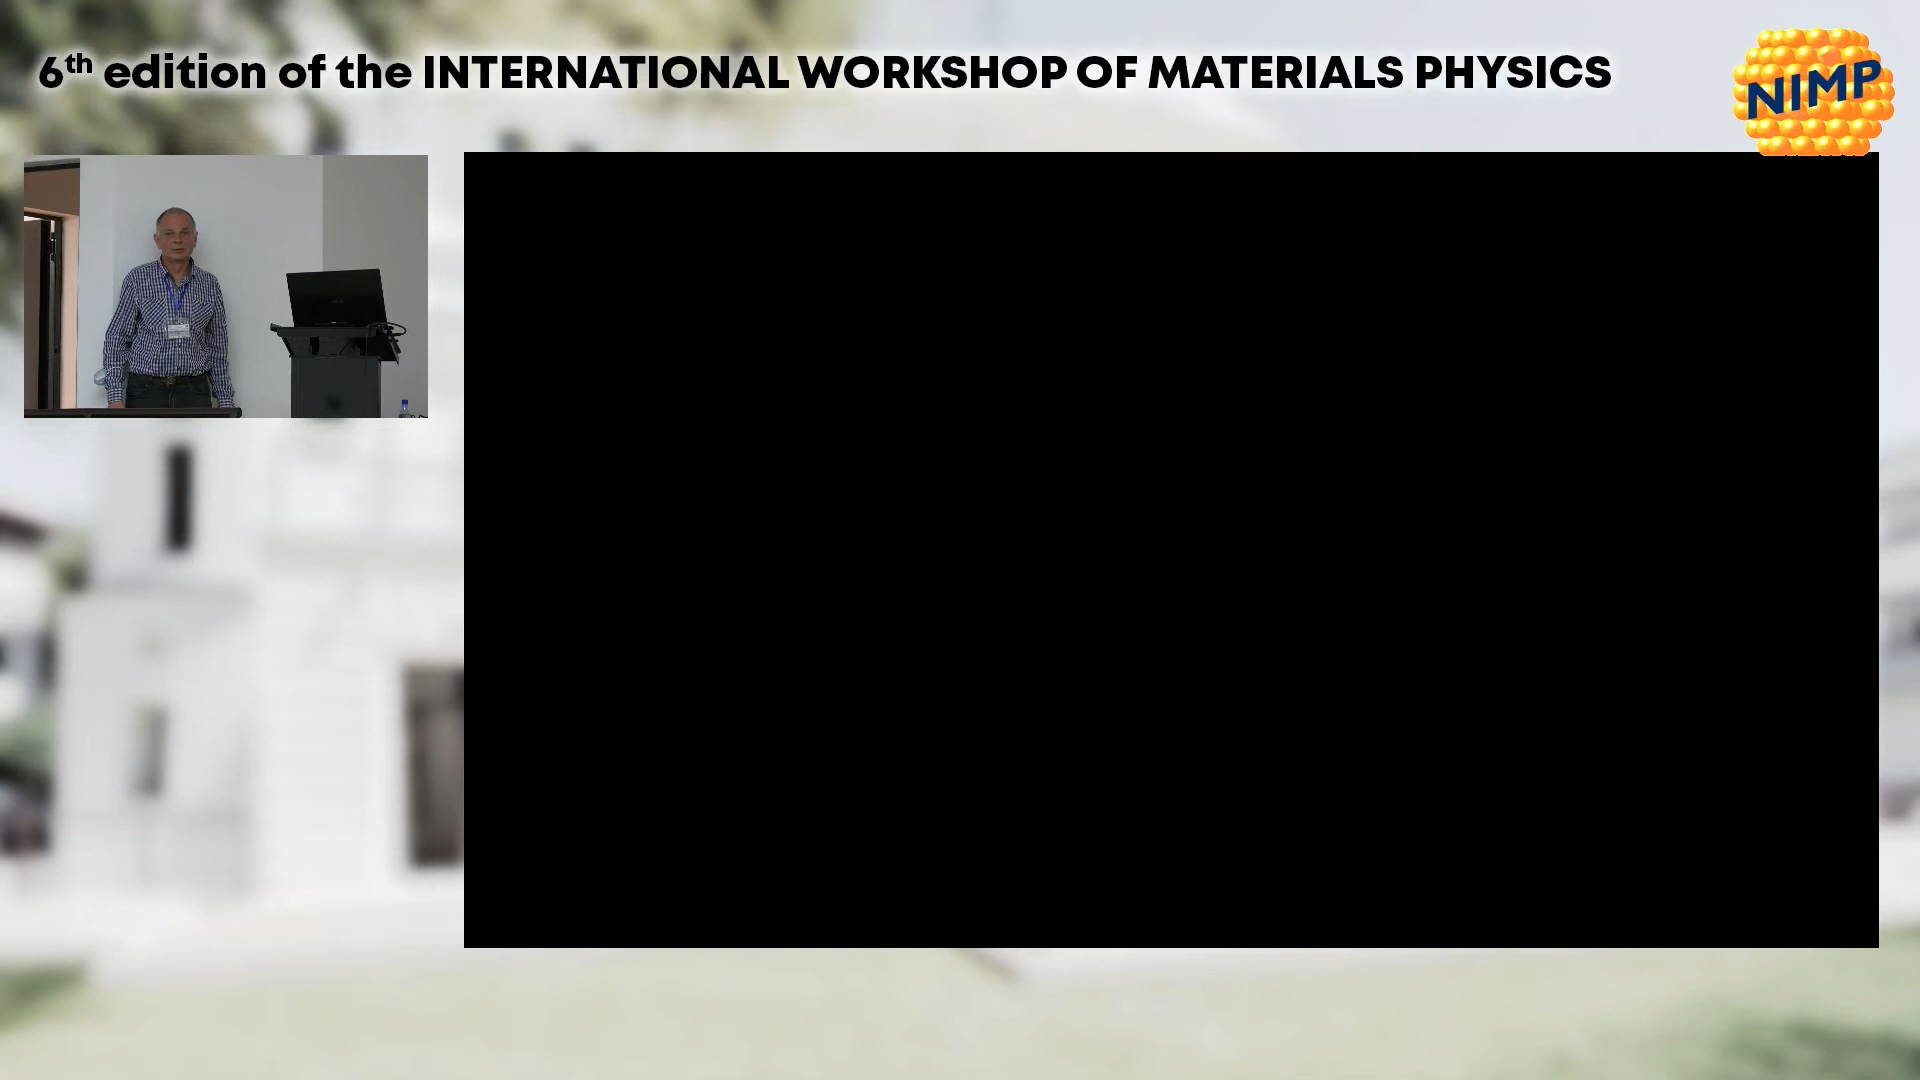 6th edition of the INTERNATIONAL WORKSHOP OF MATERIALS PHYSICS
NIMP